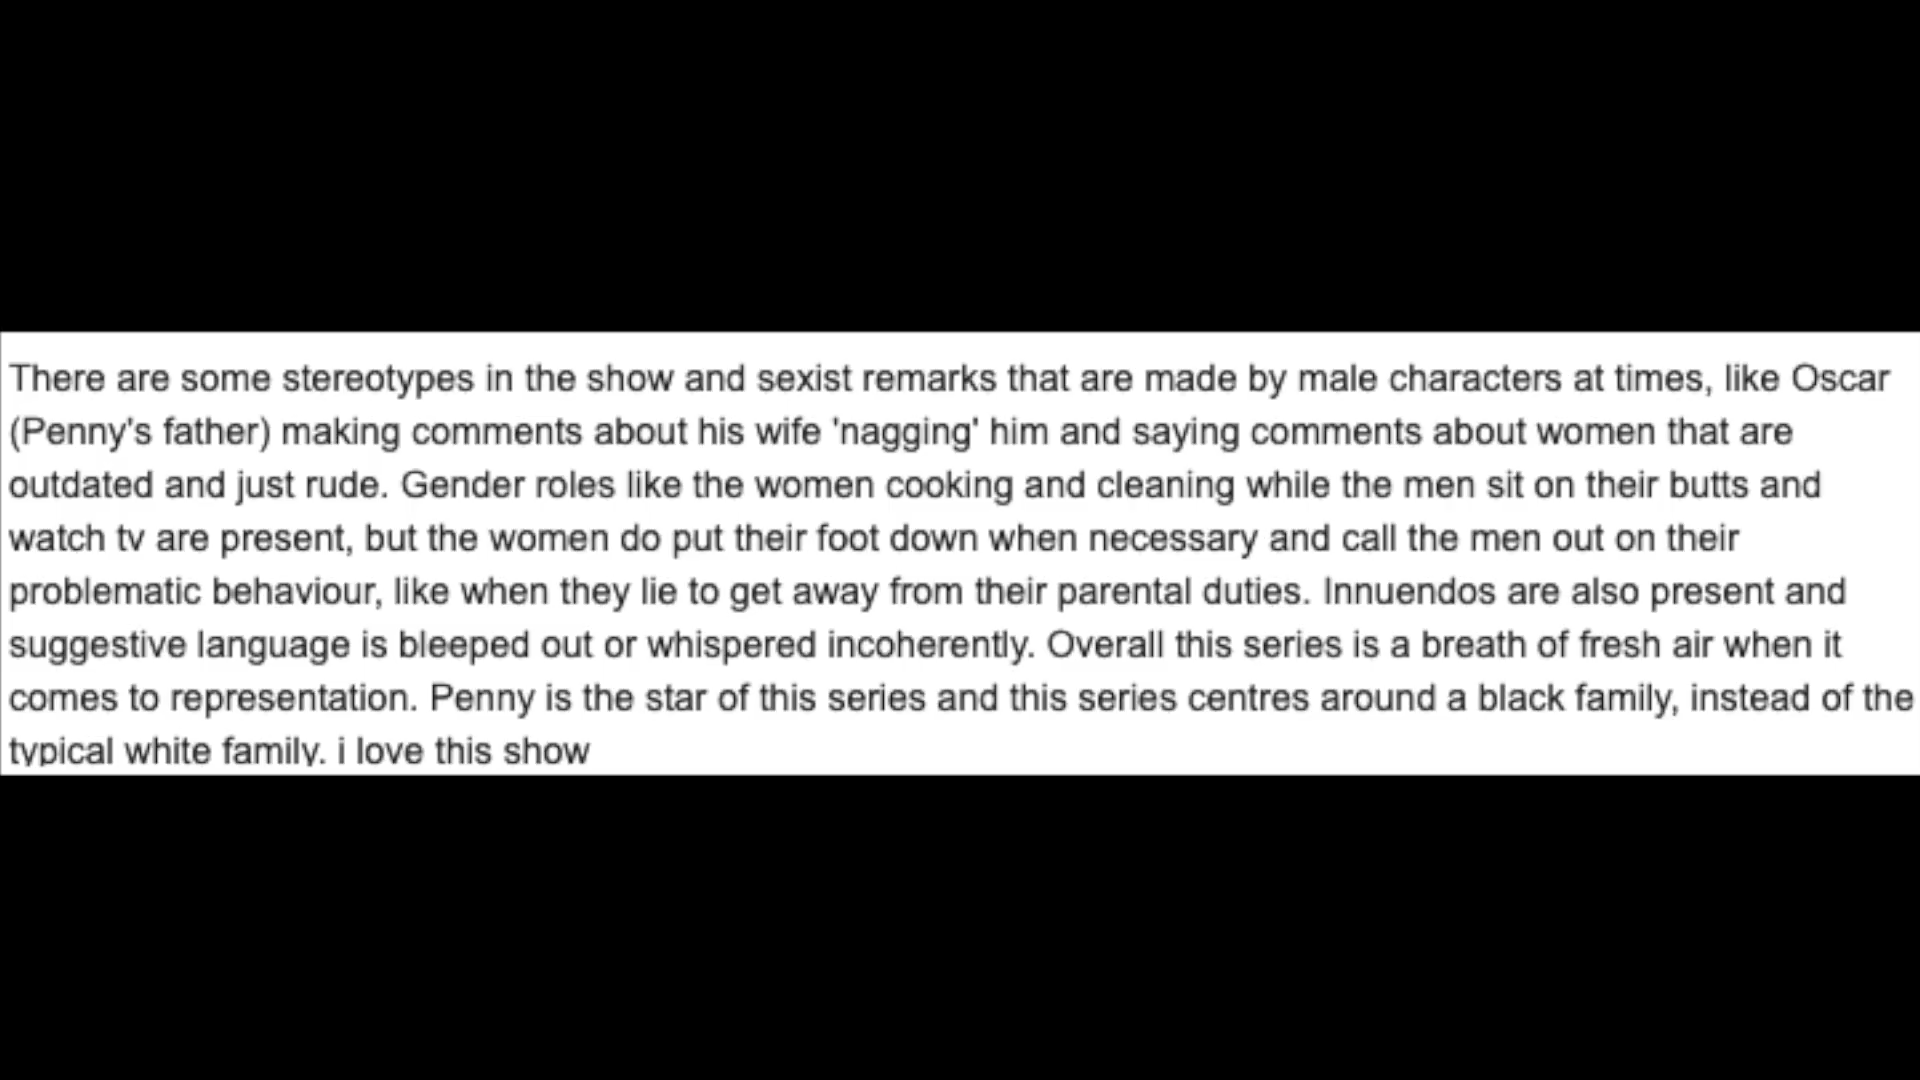 There are some stereotypes in the show and sexist remarks that are made by male characters at times, like Oscar
(Penny's father) making comments about his wife 'nagging' him and saying comments about women that are
outdated and just rude. Gender roles like the women cooking and cleaning while the men sit on their butts and
watch tv are present, but the women do put their foot down when necessary and call the men out on their
problematic behaviour, like when they lie to get away from their parental duties. Innuendos are also present and
suggestive language is bleeped out or whispered incoherently. Overall this series is a breath of fresh air when it
comes to representation. Penny is the star of this series and this series centres around a black family, instead of the
typical white family. i love this show